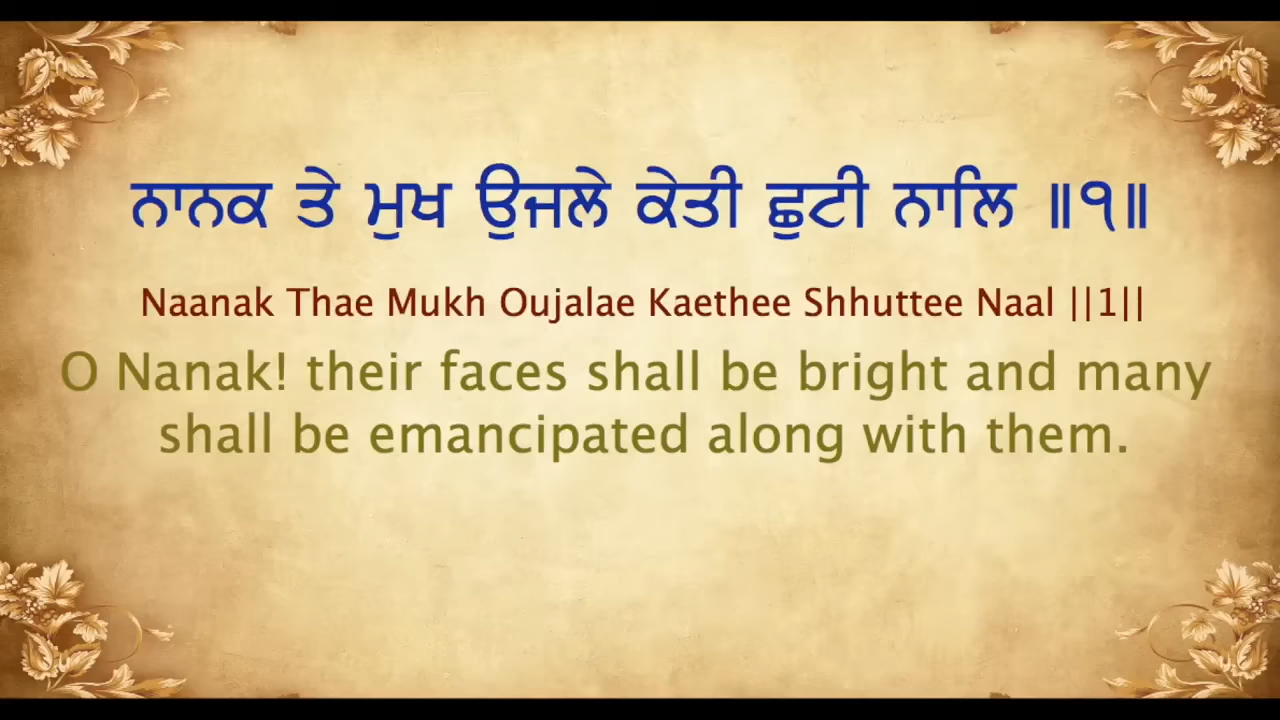 ਨਾਨਕ ਤੇ ਮੁਖ ਉਜਲੇ ਕੇਤੀ ਛੁਟੀ ਨਾਲਿ ॥੧॥
Naanak Thae Mukh Oujalae Kaethee Shhuttee Naal ||1||
O Nanak! their faces shall be bright and many
shall be emancipated along with them.